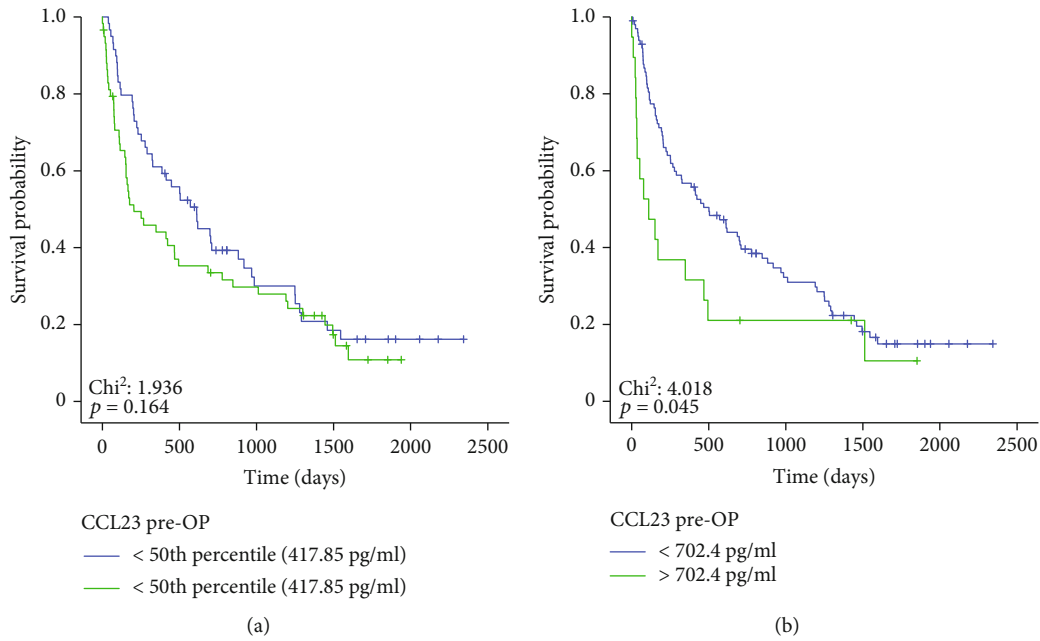 Survival probability
1.0
0.8
0.6
0.4
0.2
0
Chi²: 1.936
p = 0.164
0 500 1000 1500 2000 2500
Time (days)
CCL23 pre-OP
< 50th percentile (417.85 pg/ml)
< 50th percentile (417.85 pg/ml)
(a)
Survival probability
1.0
0.8
0.6
0.4
0.2
0
Chi²: 4.018
p = 0.045
0 500 1000 1500 2000 2500
Time (days)
CCL23 pre-OP
< 702.4 pg/ml
> 702.4 pg/ml
(b)